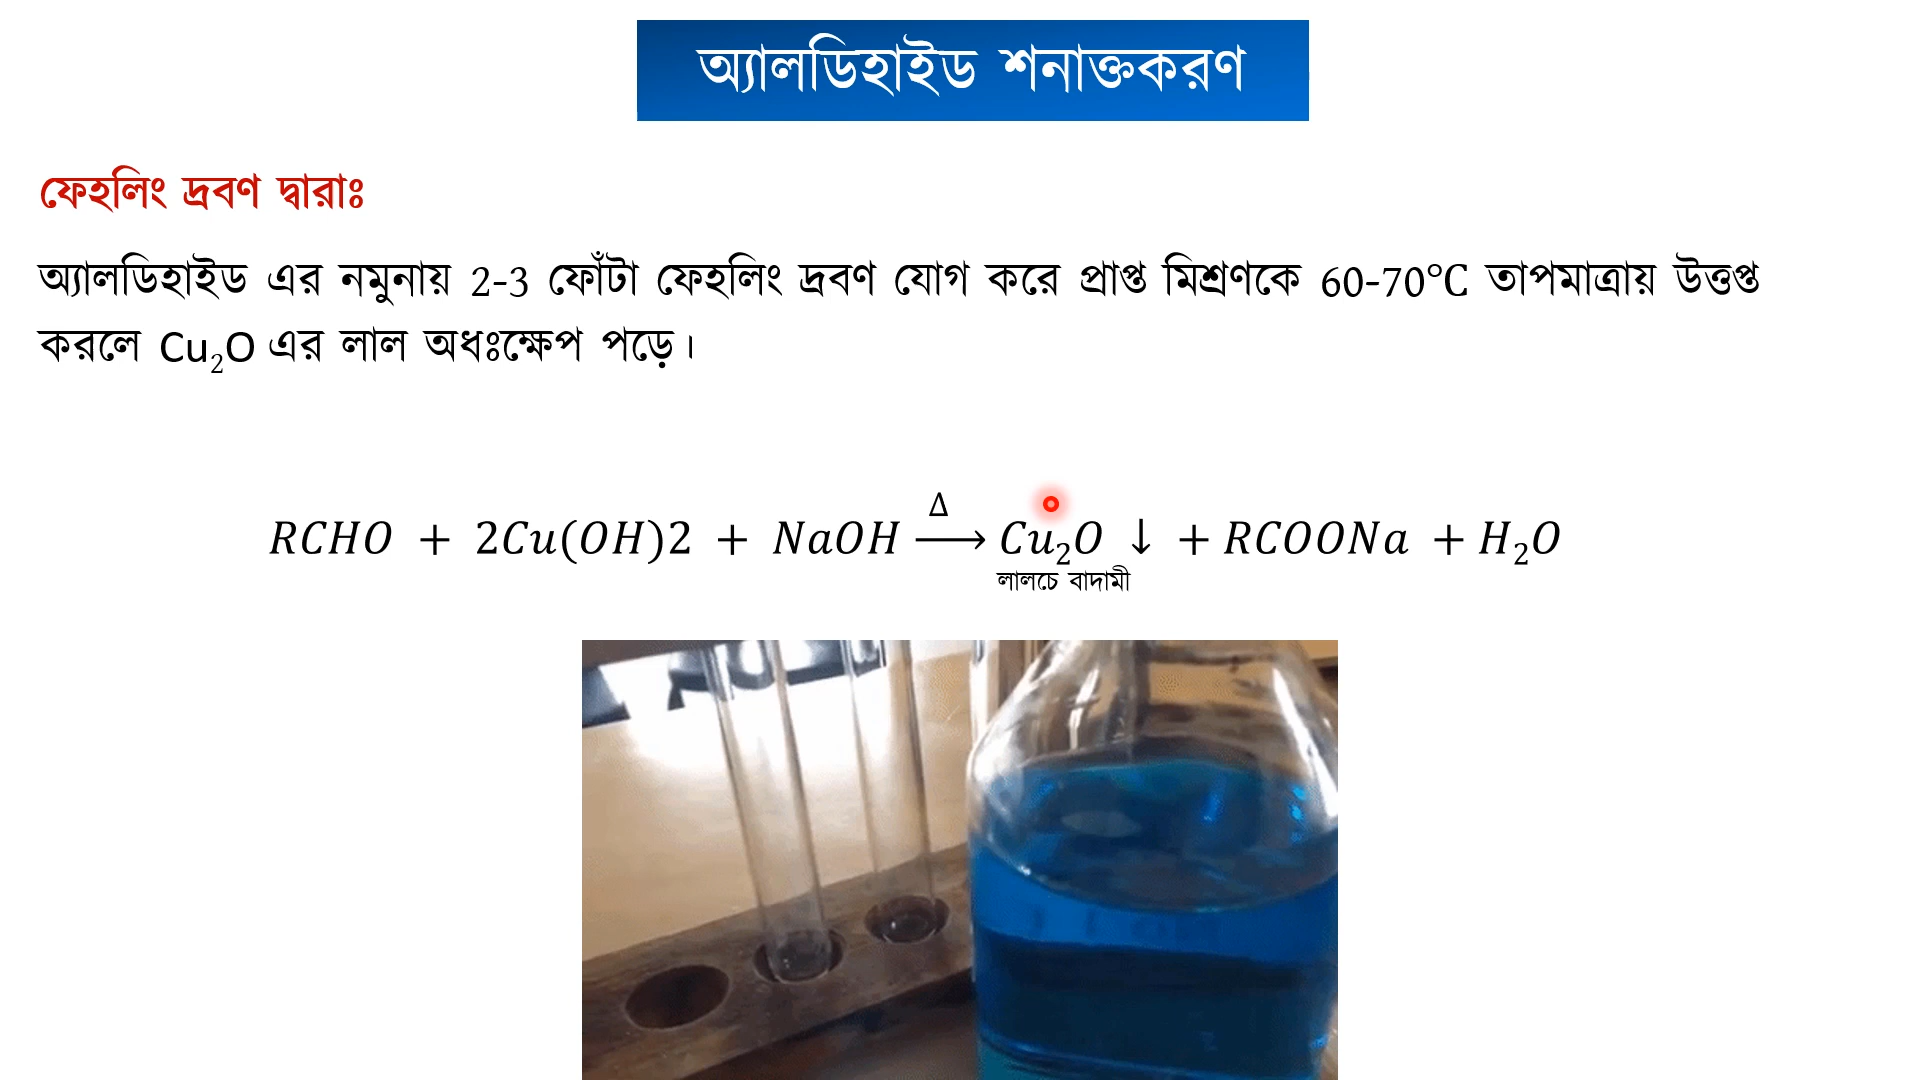 অ্যালডিহাইড শনাক্তকরণ
ফেহলিং দ্রবণ দ্বারাঃ
অ্যালডিহাইড এর নমুনায় 2-3 ফোঁটা ফেহলিং দ্রবণ যোগ করে প্রাপ্ত মিশ্রণকে 60-70°C তাপমাত্রায় উত্তপ্ত
করলে Cu₂O এর লাল অধঃক্ষেপ পড়ে।
Δ
RCHO + 2Cu(OH)2 + NaOH ⟶ Cu₂O ↓ + RCOONa + H₂O
লালচে বাদামী